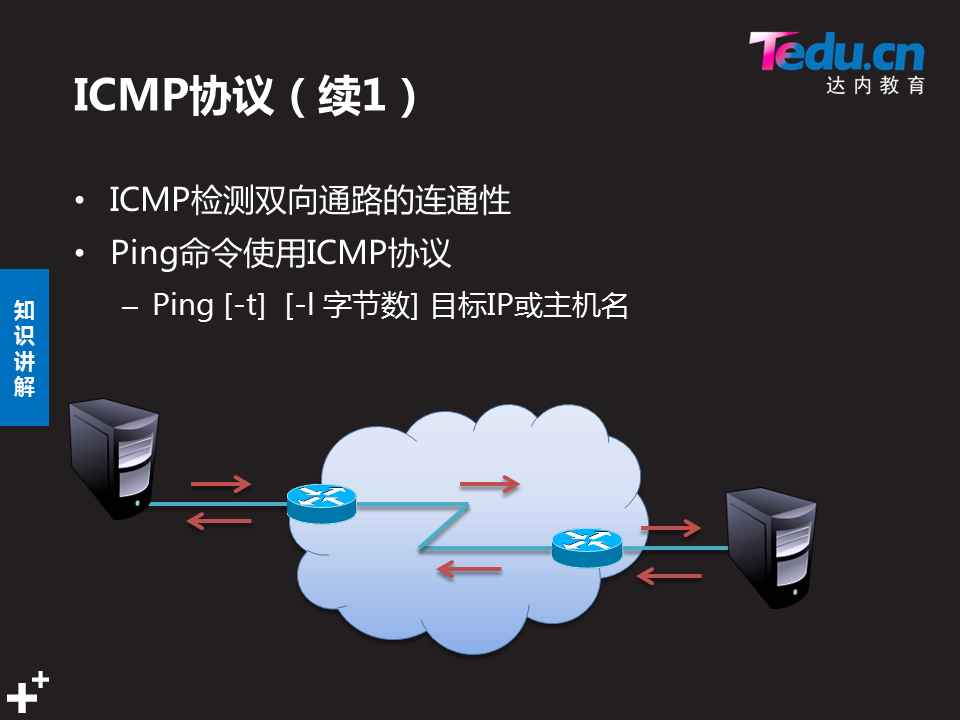 Tedu.cn
达内教育
ICMP协议（续1）
• ICMP检测双向通路的连通性
• Ping命令使用ICMP协议
– Ping [-t]  [-l 字节数] 目标IP或主机名
知识讲解